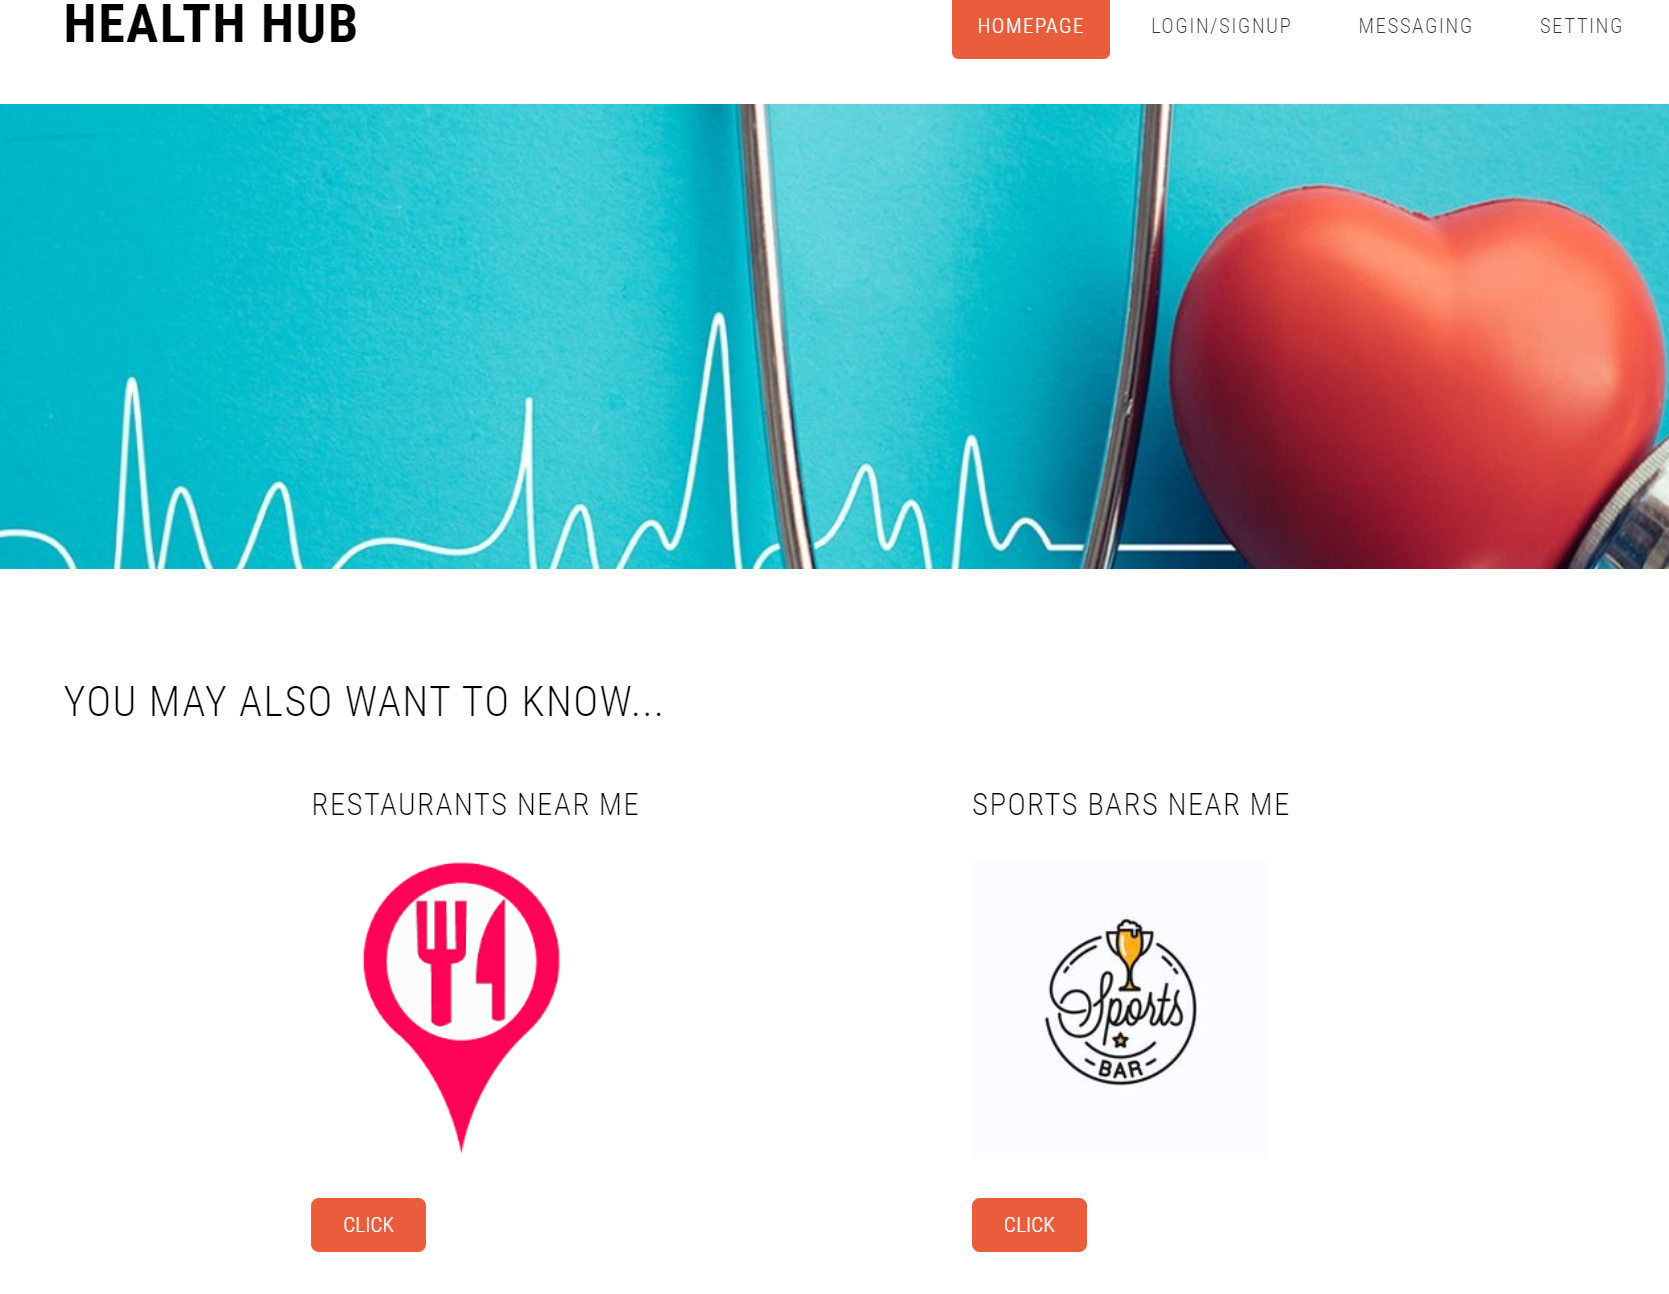 HEALTH HUB
HOMEPAGE LOGIN/SIGNUP MESSAGING SETTING
YOU MAY ALSO WANT TO KNOW...
RESTAURANTS NEAR ME
SPORTS BARS NEAR ME
Sports
-BAR-
CLICK
CLICK